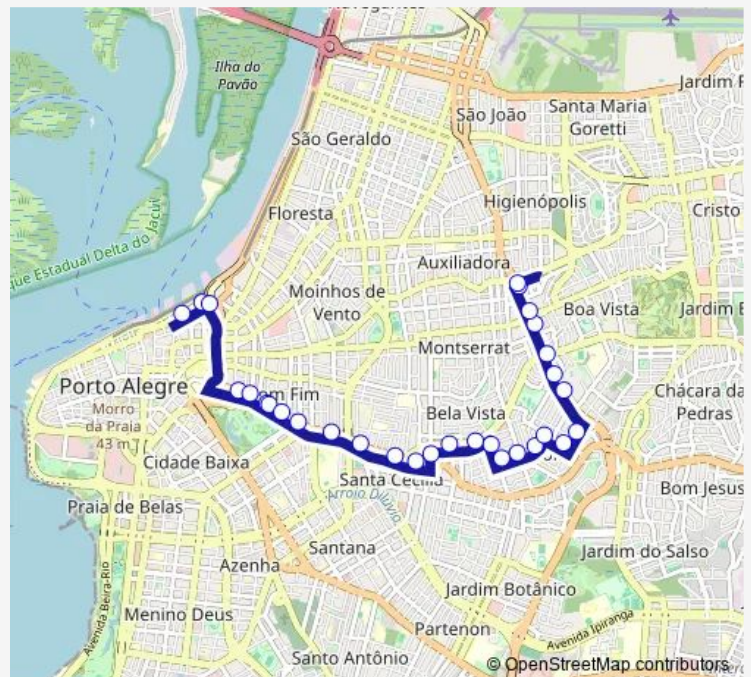 Ilha do
Pavão
Jardim
São João
Santa Maria
Goretti
São Geraldo
Higienópolis
Floresta
Cristo
que Estadual Delta do Jacuí
Auxiliadora
Moinhos de
Vento
Boa Vista
Jardim
Montserrat
Porto Alegre
Fim
Chácara da
Pedras
Morro
da Praia
43 m
Bela Vista
Cidade Baixa
Santa Cecília
Bom Jesus
Arroio Dilúvio
Praia de Belas
Santana
Jardim do Salso
Azenha
Avenida Beira-Rio
Jardim Botânico
Menino Deus
Partenon
Avenida Ipiranga
Santo Antônio
© OpenStreetMap contributors